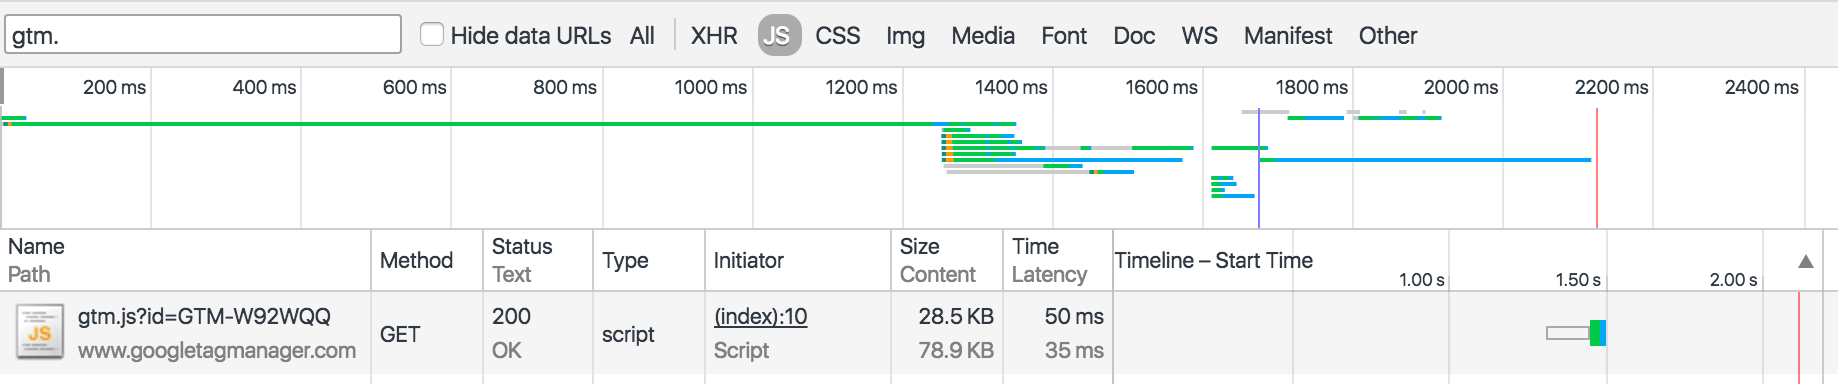 gtm. Hide data URLs All XHR JS CSS Img Media Font Doc WS Manifest Other
200 ms 400 ms 600 ms 800 ms 1000 ms 1200 ms 1400 ms 1600 ms 1800 ms 2000 ms 2200 ms 2400 ms
Name Method Status Type Initiator Size Time Timeline – Start Time ▲
Path Text Content Latency 1.00 s 1.50 s 2.00 s
gtm.js?id=GTM-W92WQQ GET 200 script (index):10 28.5 KB 50 ms
JS www.googletagmanager.com OK Script 78.9 KB 35 ms